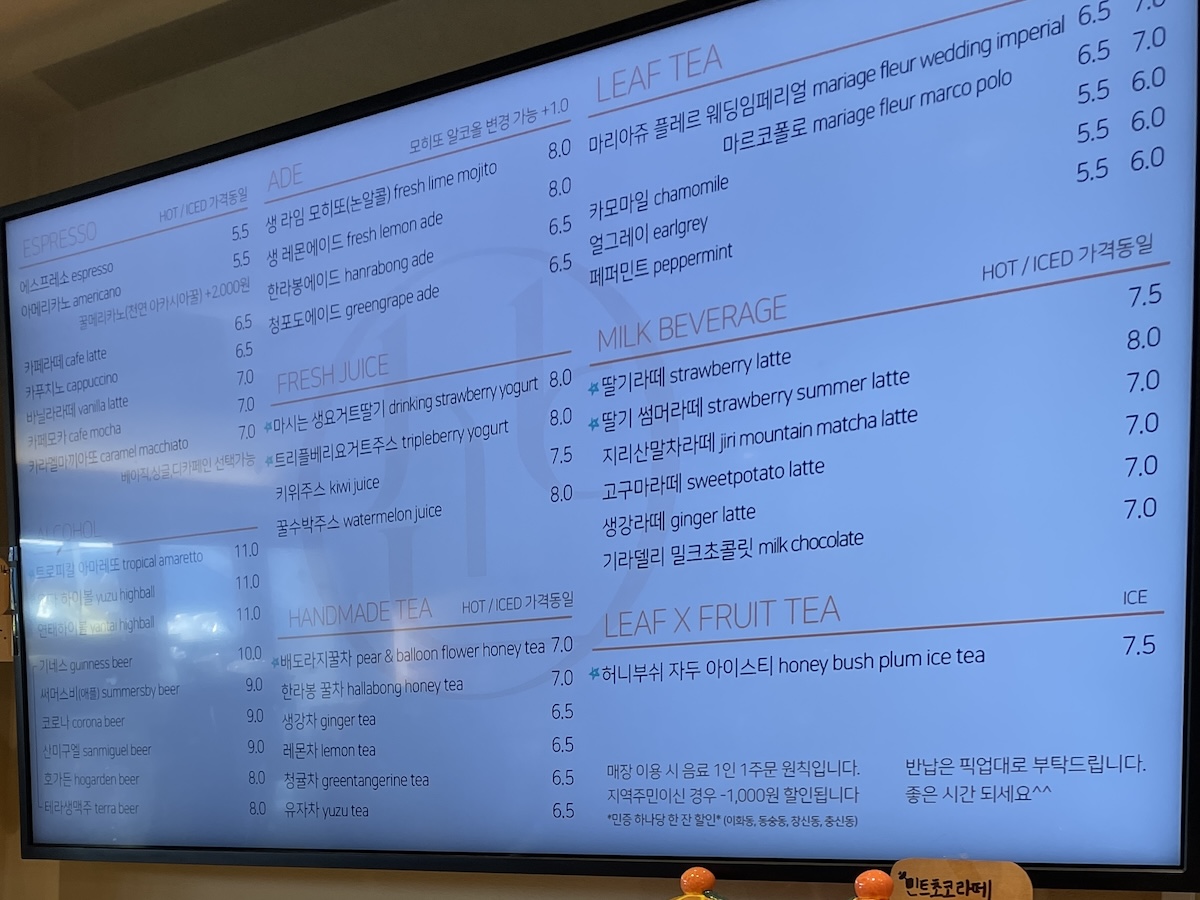 ESPRESSO HOT / ICED 가격동일
에스프레소 espresso 5.5
아메리카노 americano 5.5
꿀메리카노(천연 아카시아꿀) +2,000원
카페라떼 cafe latte 6.5
카푸치노 cappuccino 6.5
바닐라라떼 vanilla latte 7.0
카페모카 cafe mocha 7.0
카라멜마끼아또 caramel macchiato 7.0
베이직,싱글,디카페인 선택가능
ALCOHOL
트로피칼 아마레또 tropical amaretto 11.0
하이볼 yuzu highball 11.0
연태하이볼 yantai highball 11.0
기네스 guinness beer 10.0
써머스비(애플) summersby beer 9.0
코로나 corona beer 9.0
산미구엘 sanmiguel beer 9.0
호가든 hogarden beer 8.0
테라생맥주 terra beer 8.0
ADE 모히또 알코올 변경 가능 +1.0
생 라임 모히또(논알콜) fresh lime mojito 8.0
생 레몬에이드 fresh lemon ade 8.0
한라봉에이드 hanrabong ade 6.5
청포도에이드 greengrape ade 6.5
FRESH JUICE
마시는 생요거트딸기 drinking strawberry yogurt 8.0
트리플베리요거트주스 tripleberry yogurt 8.0
키위주스 kiwi juice 7.5
꿀수박주스 watermelon juice 8.0
HANDMADE TEA HOT / ICED 가격동일
배도라지꿀차 pear & balloon flower honey tea 7.0
한라봉 꿀차 hallabong honey tea 7.0
생강차 ginger tea 6.5
레몬차 lemon tea 6.5
청귤차 greentangerine tea 6.5
유자차 yuzu tea 6.5
LEAF TEA
마리아쥬 플레르 웨딩임페리얼 mariage fleur wedding imperial 6.5 7.0
마르코폴로 mariage fleur marco polo 6.5 7.0
카모마일 chamomile 5.5 6.0
얼그레이 earlgrey 5.5 6.0
페퍼민트 peppermint 5.5 6.0
MILK BEVERAGE HOT / ICED 가격동일
딸기라떼 strawberry latte 7.5
딸기 썸머라떼 strawberry summer latte 8.0
지리산말차라떼 jiri mountain matcha latte 7.0
고구마라떼 sweetpotato latte 7.0
생강라떼 ginger latte 7.0
기라델리 밀크초콜릿 milk chocolate 7.0
LEAF X FRUIT TEA ICE
허니부쉬 자두 아이스티 honey bush plum ice tea 7.5
매장 이용 시 음료 1인 1주문 원칙입니다.
지역주민이신 경우 -1,000원 할인됩니다
*민증 하나당 한 잔 할인* (이화동, 동숭동, 창신동, 충신동)
반납은 픽업대로 부탁드립니다.
좋은 시간 되세요^^
민트초코라떼